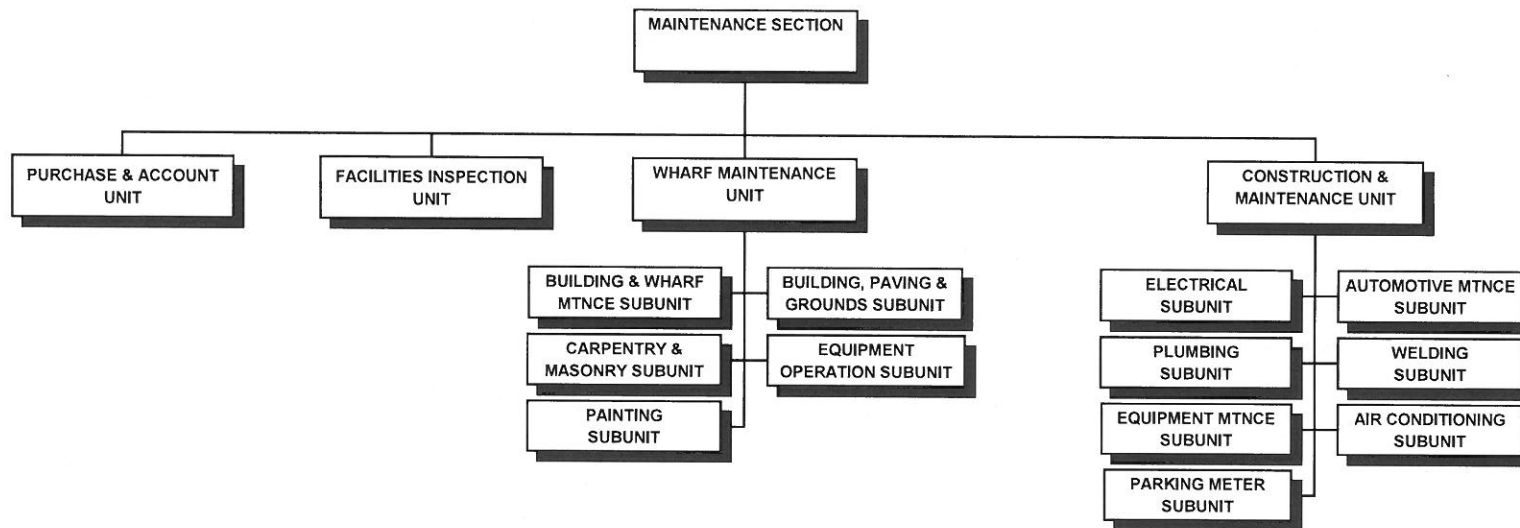 MAINTENANCE SECTION
PURCHASE & ACCOUNT
UNIT
FACILITIES INSPECTION
UNIT
WHARF MAINTENANCE
UNIT
CONSTRUCTION &
MAINTENANCE UNIT
BUILDING & WHARF
MTNCE SUBUNIT
BUILDING, PAVING &
GROUNDS SUBUNIT
CARPENTRY &
MASONRY SUBUNIT
EQUIPMENT
OPERATION SUBUNIT
PAINTING
SUBUNIT
ELECTRICAL
SUBUNIT
AUTOMOTIVE MTNCE
SUBUNIT
PLUMBING
SUBUNIT
WELDING
SUBUNIT
EQUIPMENT MTNCE
SUBUNIT
AIR CONDITIONING
SUBUNIT
PARKING METER
SUBUNIT